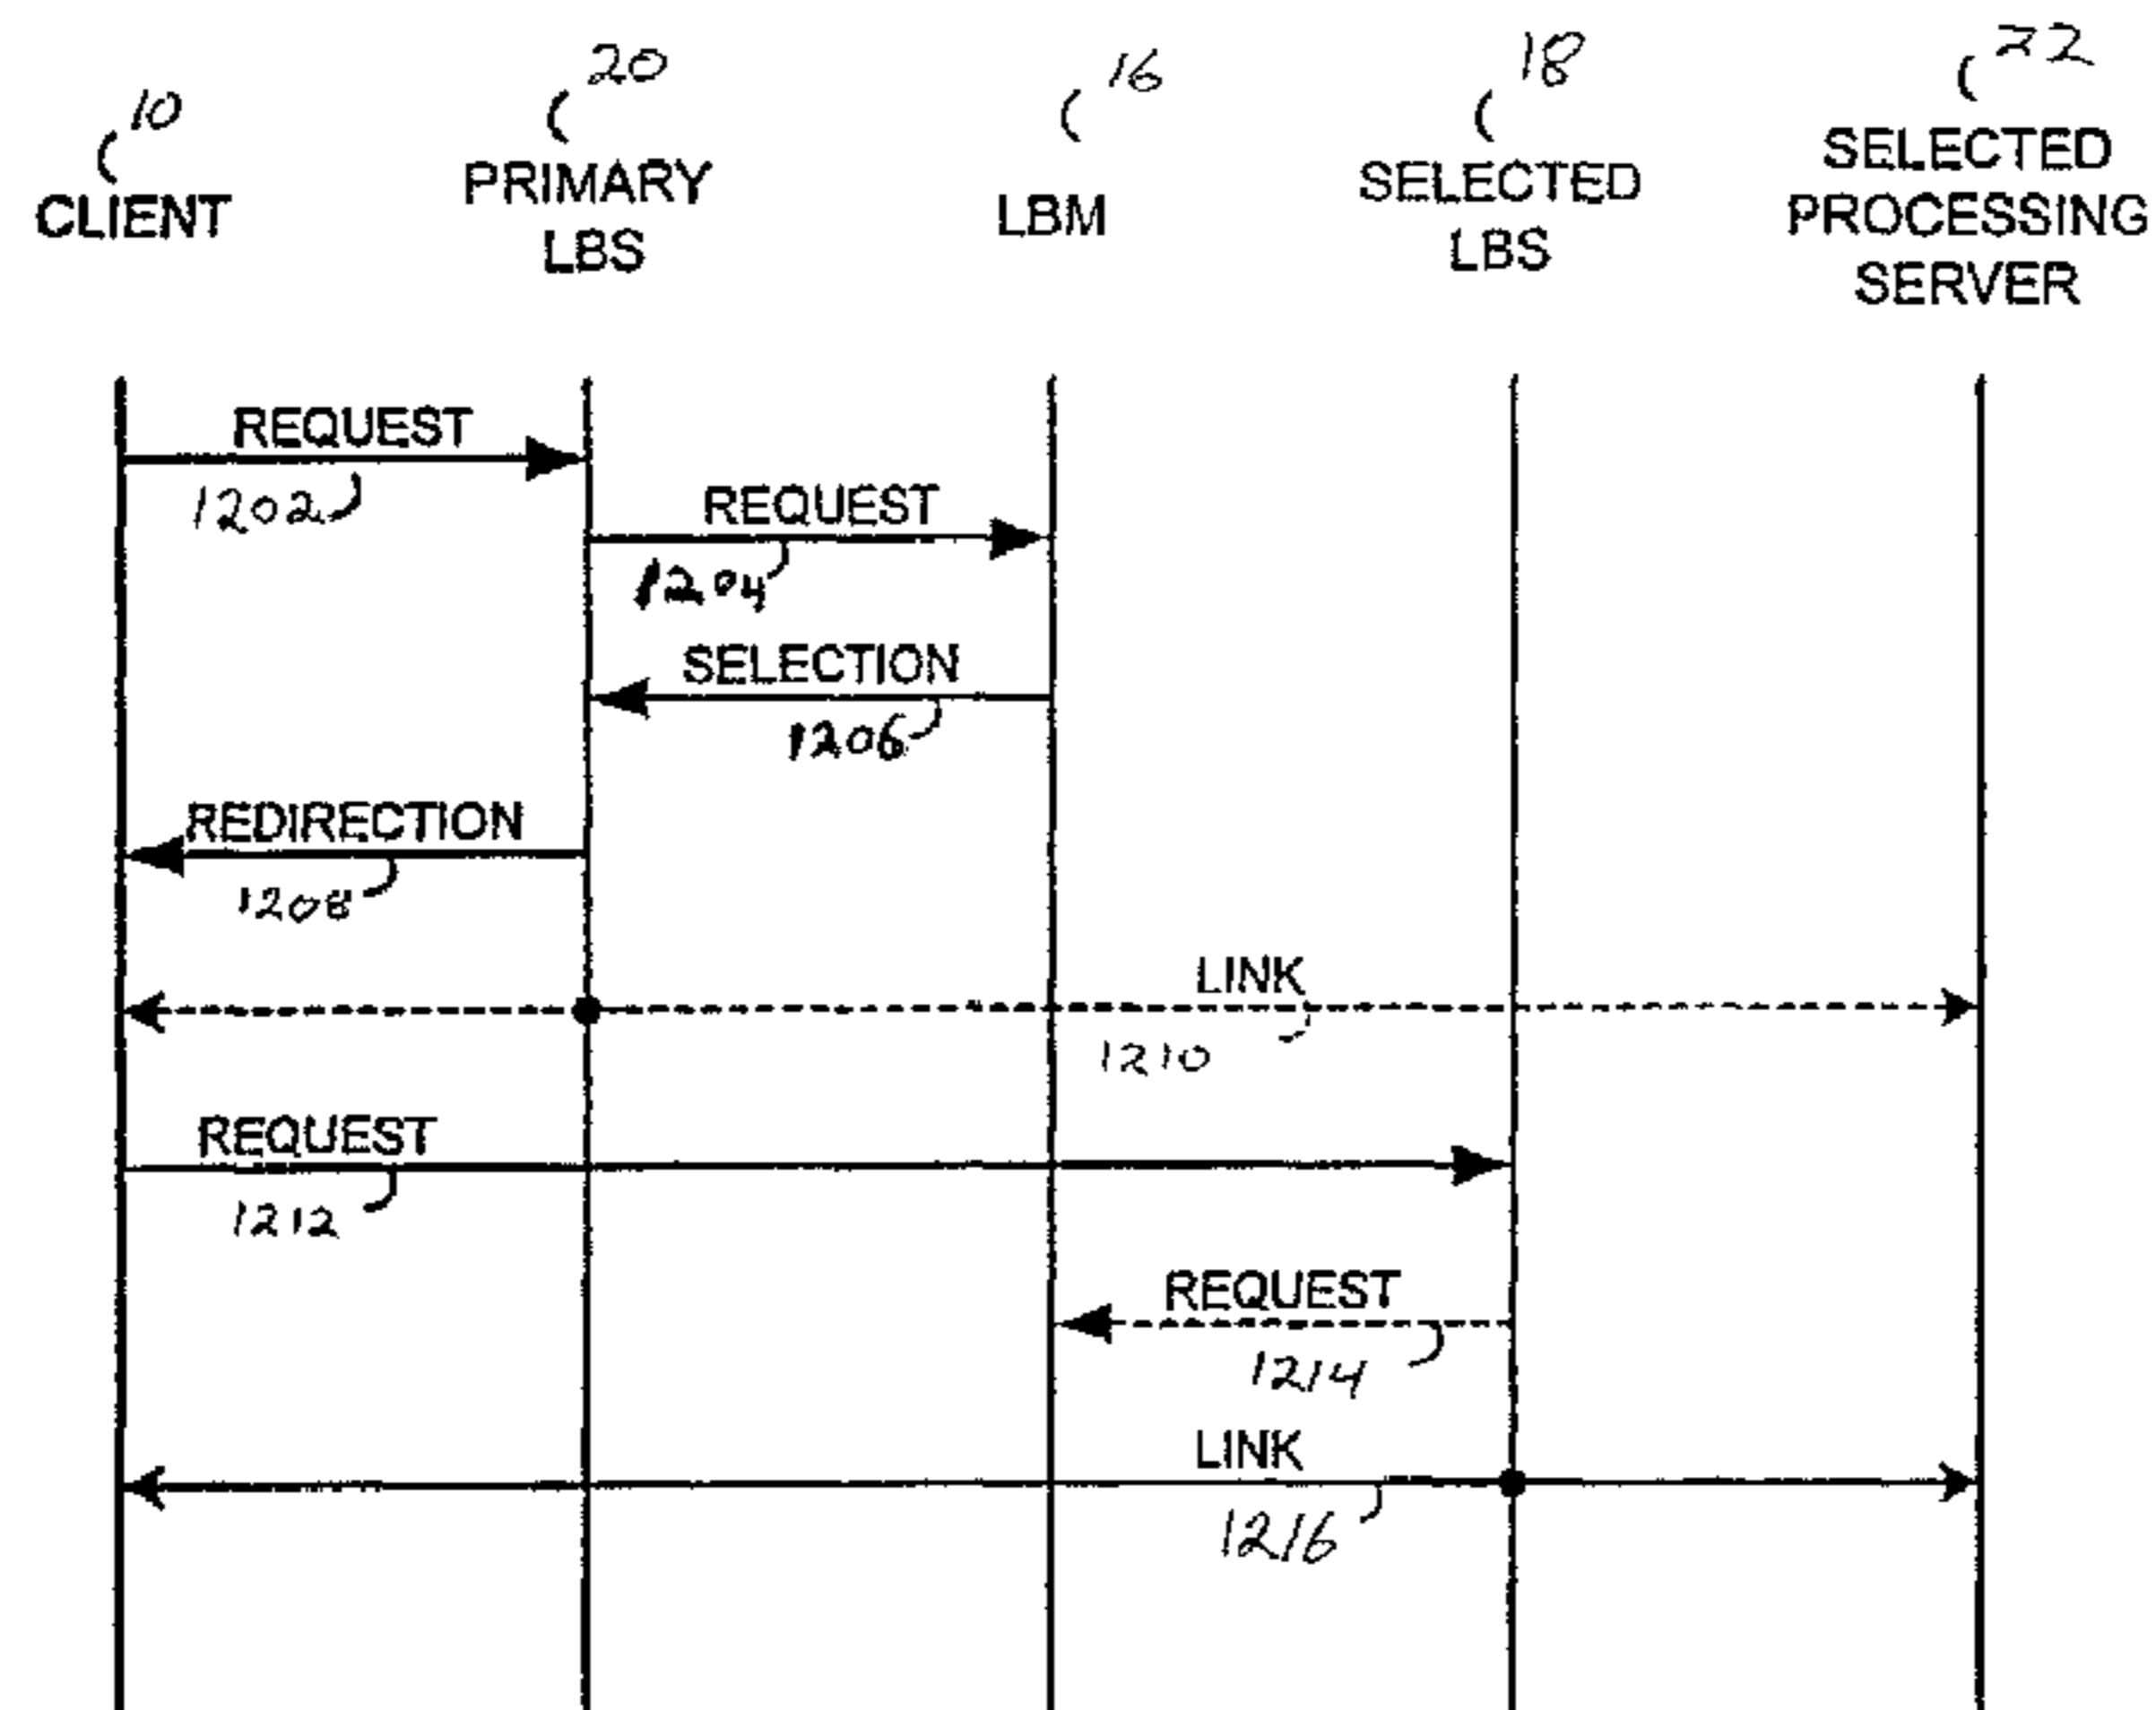 10
20
16
18
22
CLIENT
PRIMARY
LBS
LBM
SELECTED
LBS
SELECTED
PROCESSING
SERVER
REQUEST
1202
REQUEST
1204
SELECTION
1206
REDIRECTION
1208
LINK
1210
REQUEST
1212
REQUEST
1214
LINK
1216